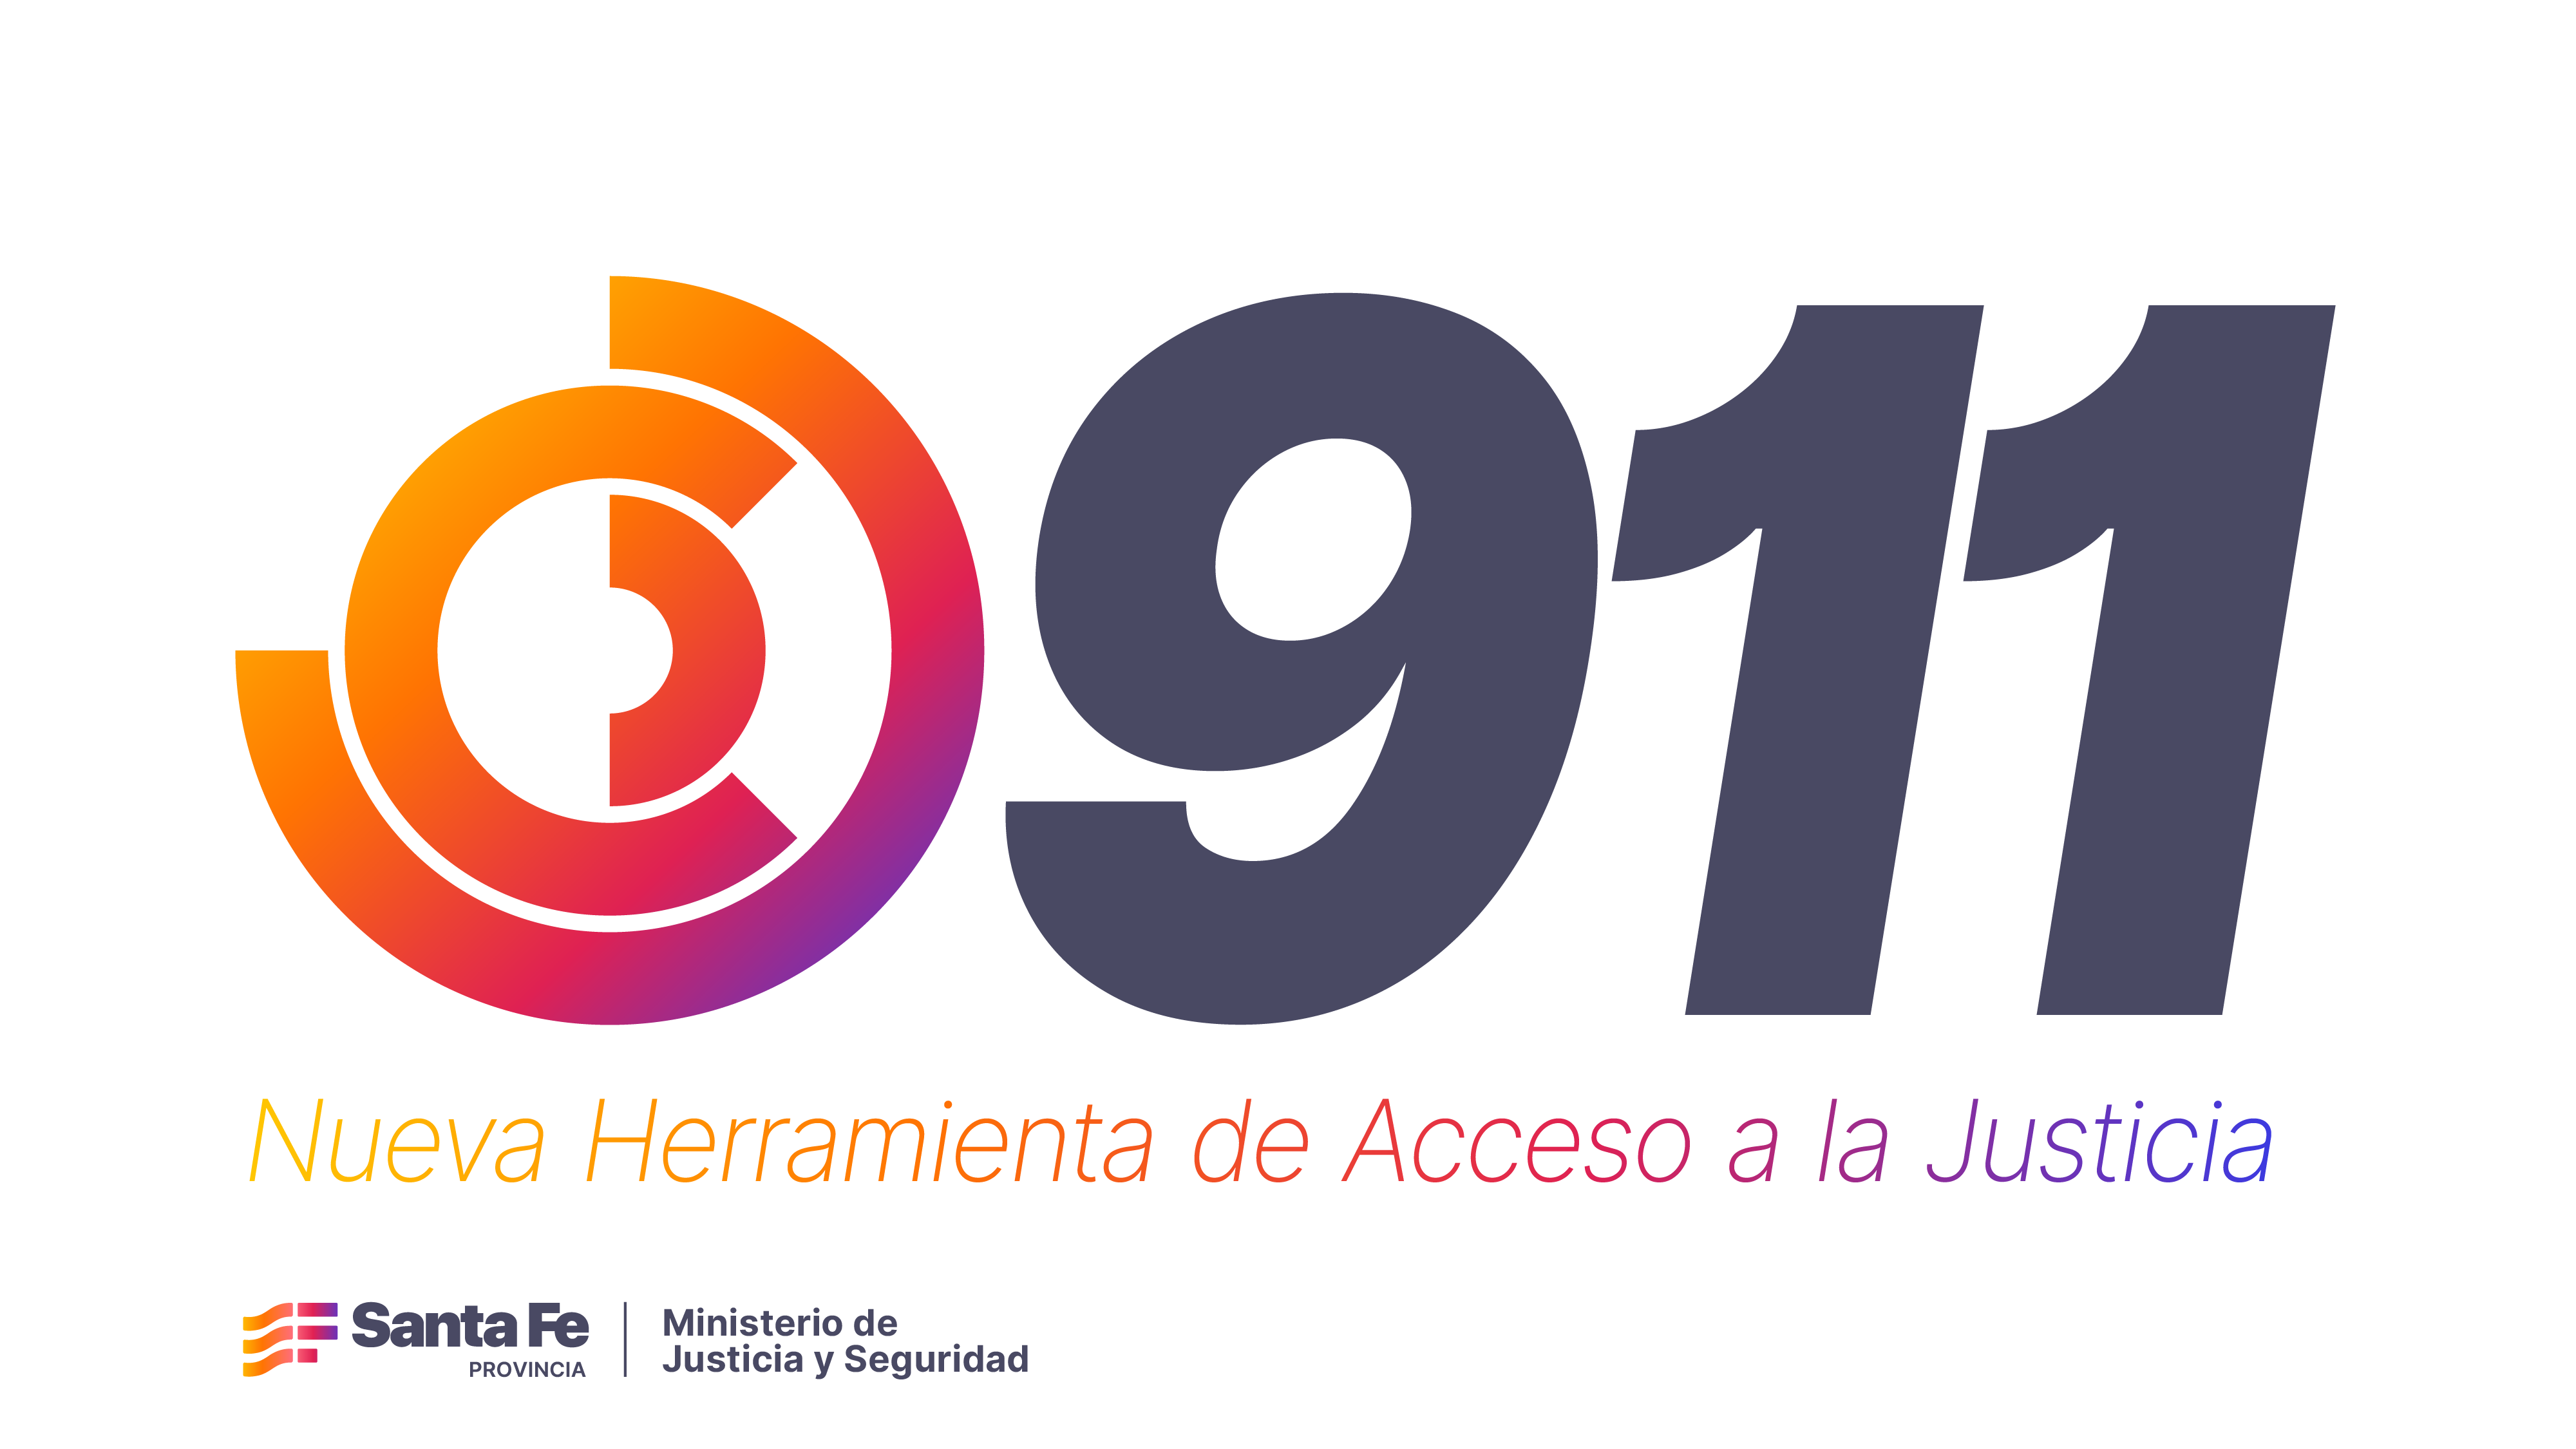 911
Nueva Herramienta de Acceso a la Justicia
Santa Fe
PROVINCIA
Ministerio de
Justicia y Seguridad